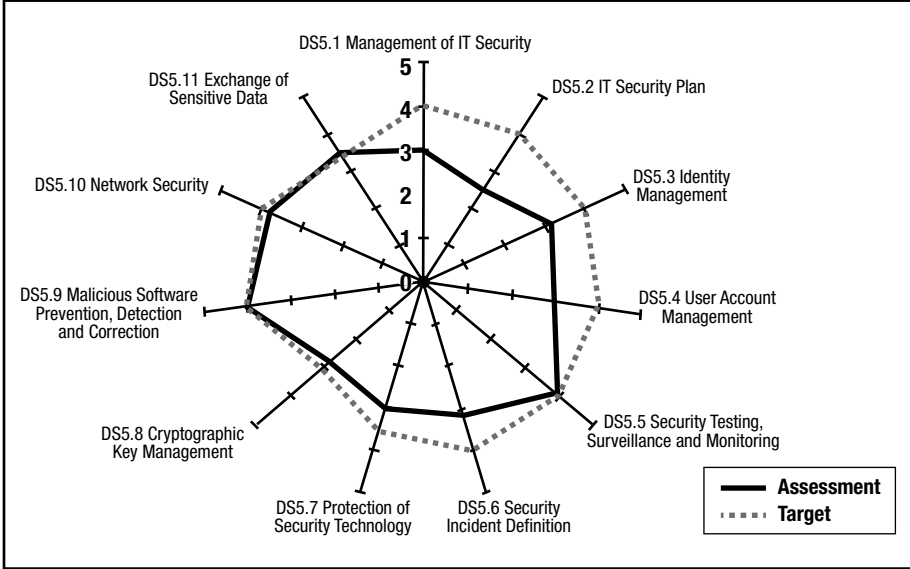 DS5.1 Management of IT Security
DS5.11 Exchange of
Sensitive Data
DS5.2 IT Security Plan
DS5.10 Network Security
DS5.3 Identity
Management
DS5.9 Malicious Software
Prevention, Detection
and Correction
DS5.4 User Account
Management
DS5.8 Cryptographic
Key Management
DS5.5 Security Testing,
Surveillance and Monitoring
DS5.7 Protection of
Security Technology
DS5.6 Security
Incident Definition
5
4
3
2
1
0
Assessment
Target